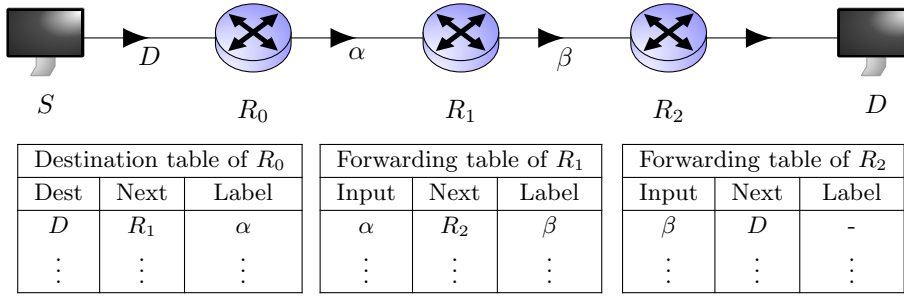 D α β
S R₀ R₁ R₂ D
Destination table of R₀ Forwarding table of R₁ Forwarding table of R₂
Dest Next Label Input Next Label Input Next Label
D R₁ α α R₂ β β D -
⋮ ⋮ ⋮ ⋮ ⋮ ⋮ ⋮ ⋮ ⋮